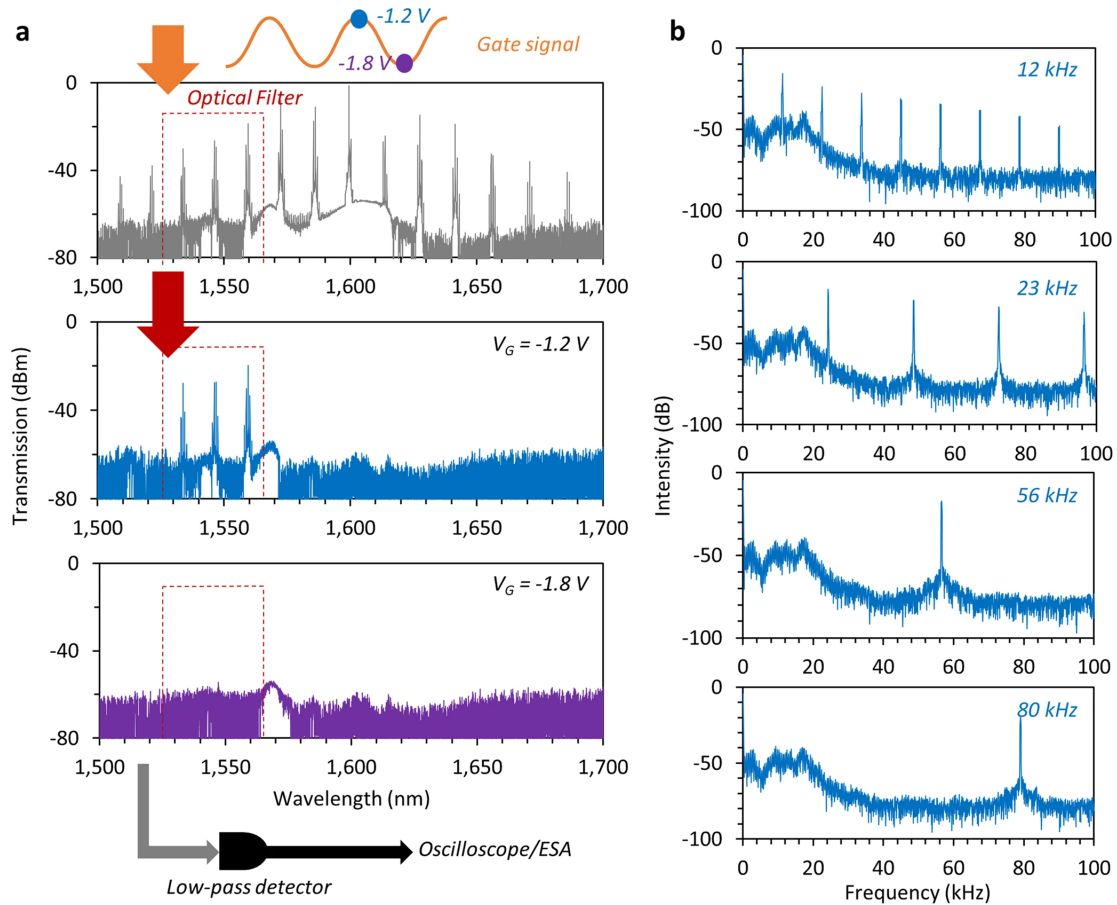 a
-1.2 V
-1.8 V
Gate signal
Optical Filter
0
-40
-80
1,500 1,550 1,600 1,650 1,700
V_G = -1.2 V
0
-40
-80
1,500 1,550 1,600 1,650 1,700
V_G = -1.8 V
0
-40
-80
1,500 1,550 1,600 1,650 1,700
Transmission (dBm)
Wavelength (nm)
Low-pass detector
Oscilloscope/ESA
b
12 kHz
0
-50
-100
0 20 40 60 80 100
23 kHz
0
-50
-100
0 20 40 60 80 100
56 kHz
0
-50
-100
0 20 40 60 80 100
80 kHz
0
-50
-100
0 20 40 60 80 100
Intensity (dB)
Frequency (kHz)